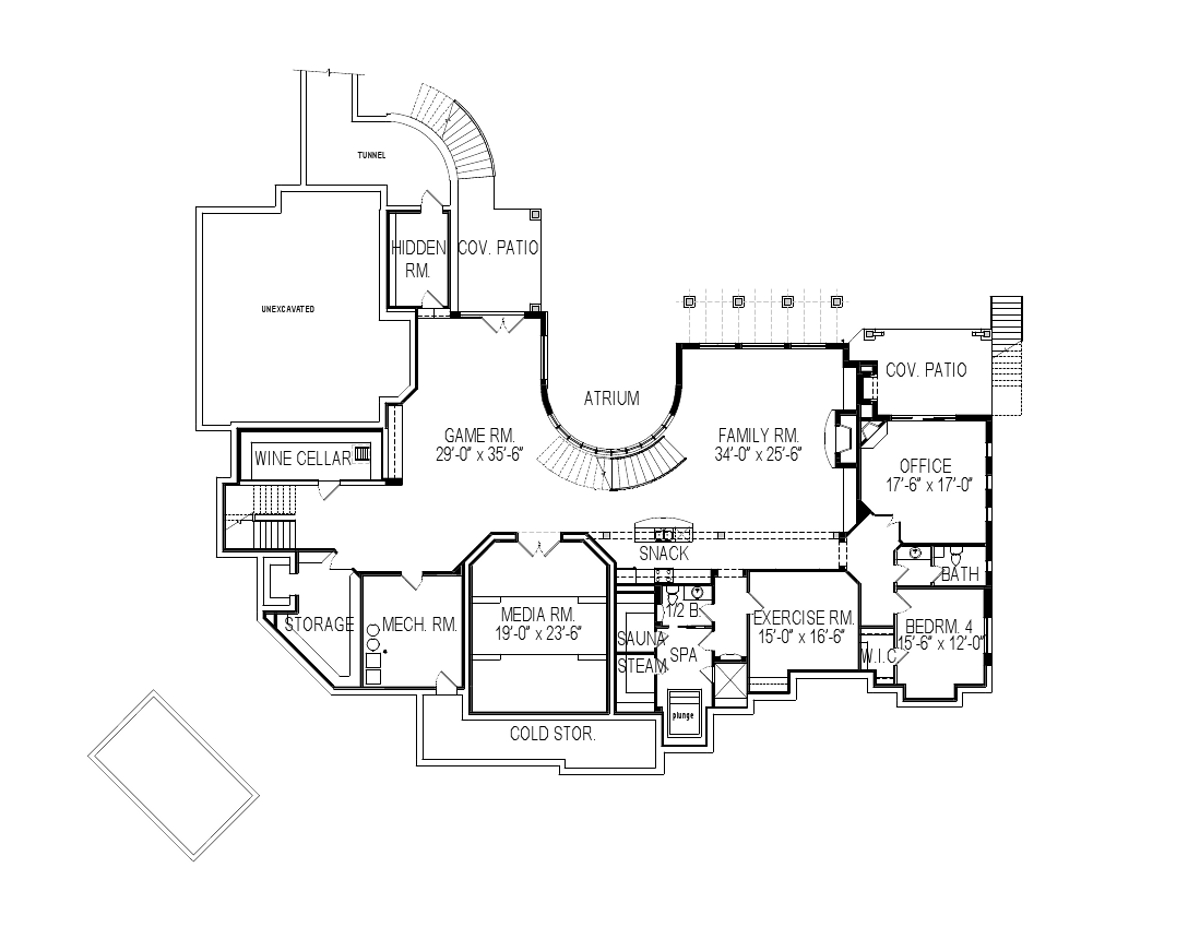 TUNNEL
HIDDEN
RM.
COV. PATIO
UNEXCAVATED
COV. PATIO
ATRIUM
GAME RM.
29'-0" x 35'-6"
FAMILY RM.
34'-0" x 25'-6"
WINE CELLAR
OFFICE
17'-6" x 17'-0"
SNACK
BATH
STORAGE
MECH. RM.
MEDIA RM.
19'-0" x 23'-6"
1/2 B
SAUNA
STEAM
SPA
EXERCISE RM.
15'-0" x 16'-6"
W.I.C
BEDRM. 4
15'-6" x 12'-0"
plunge
COLD STOR.